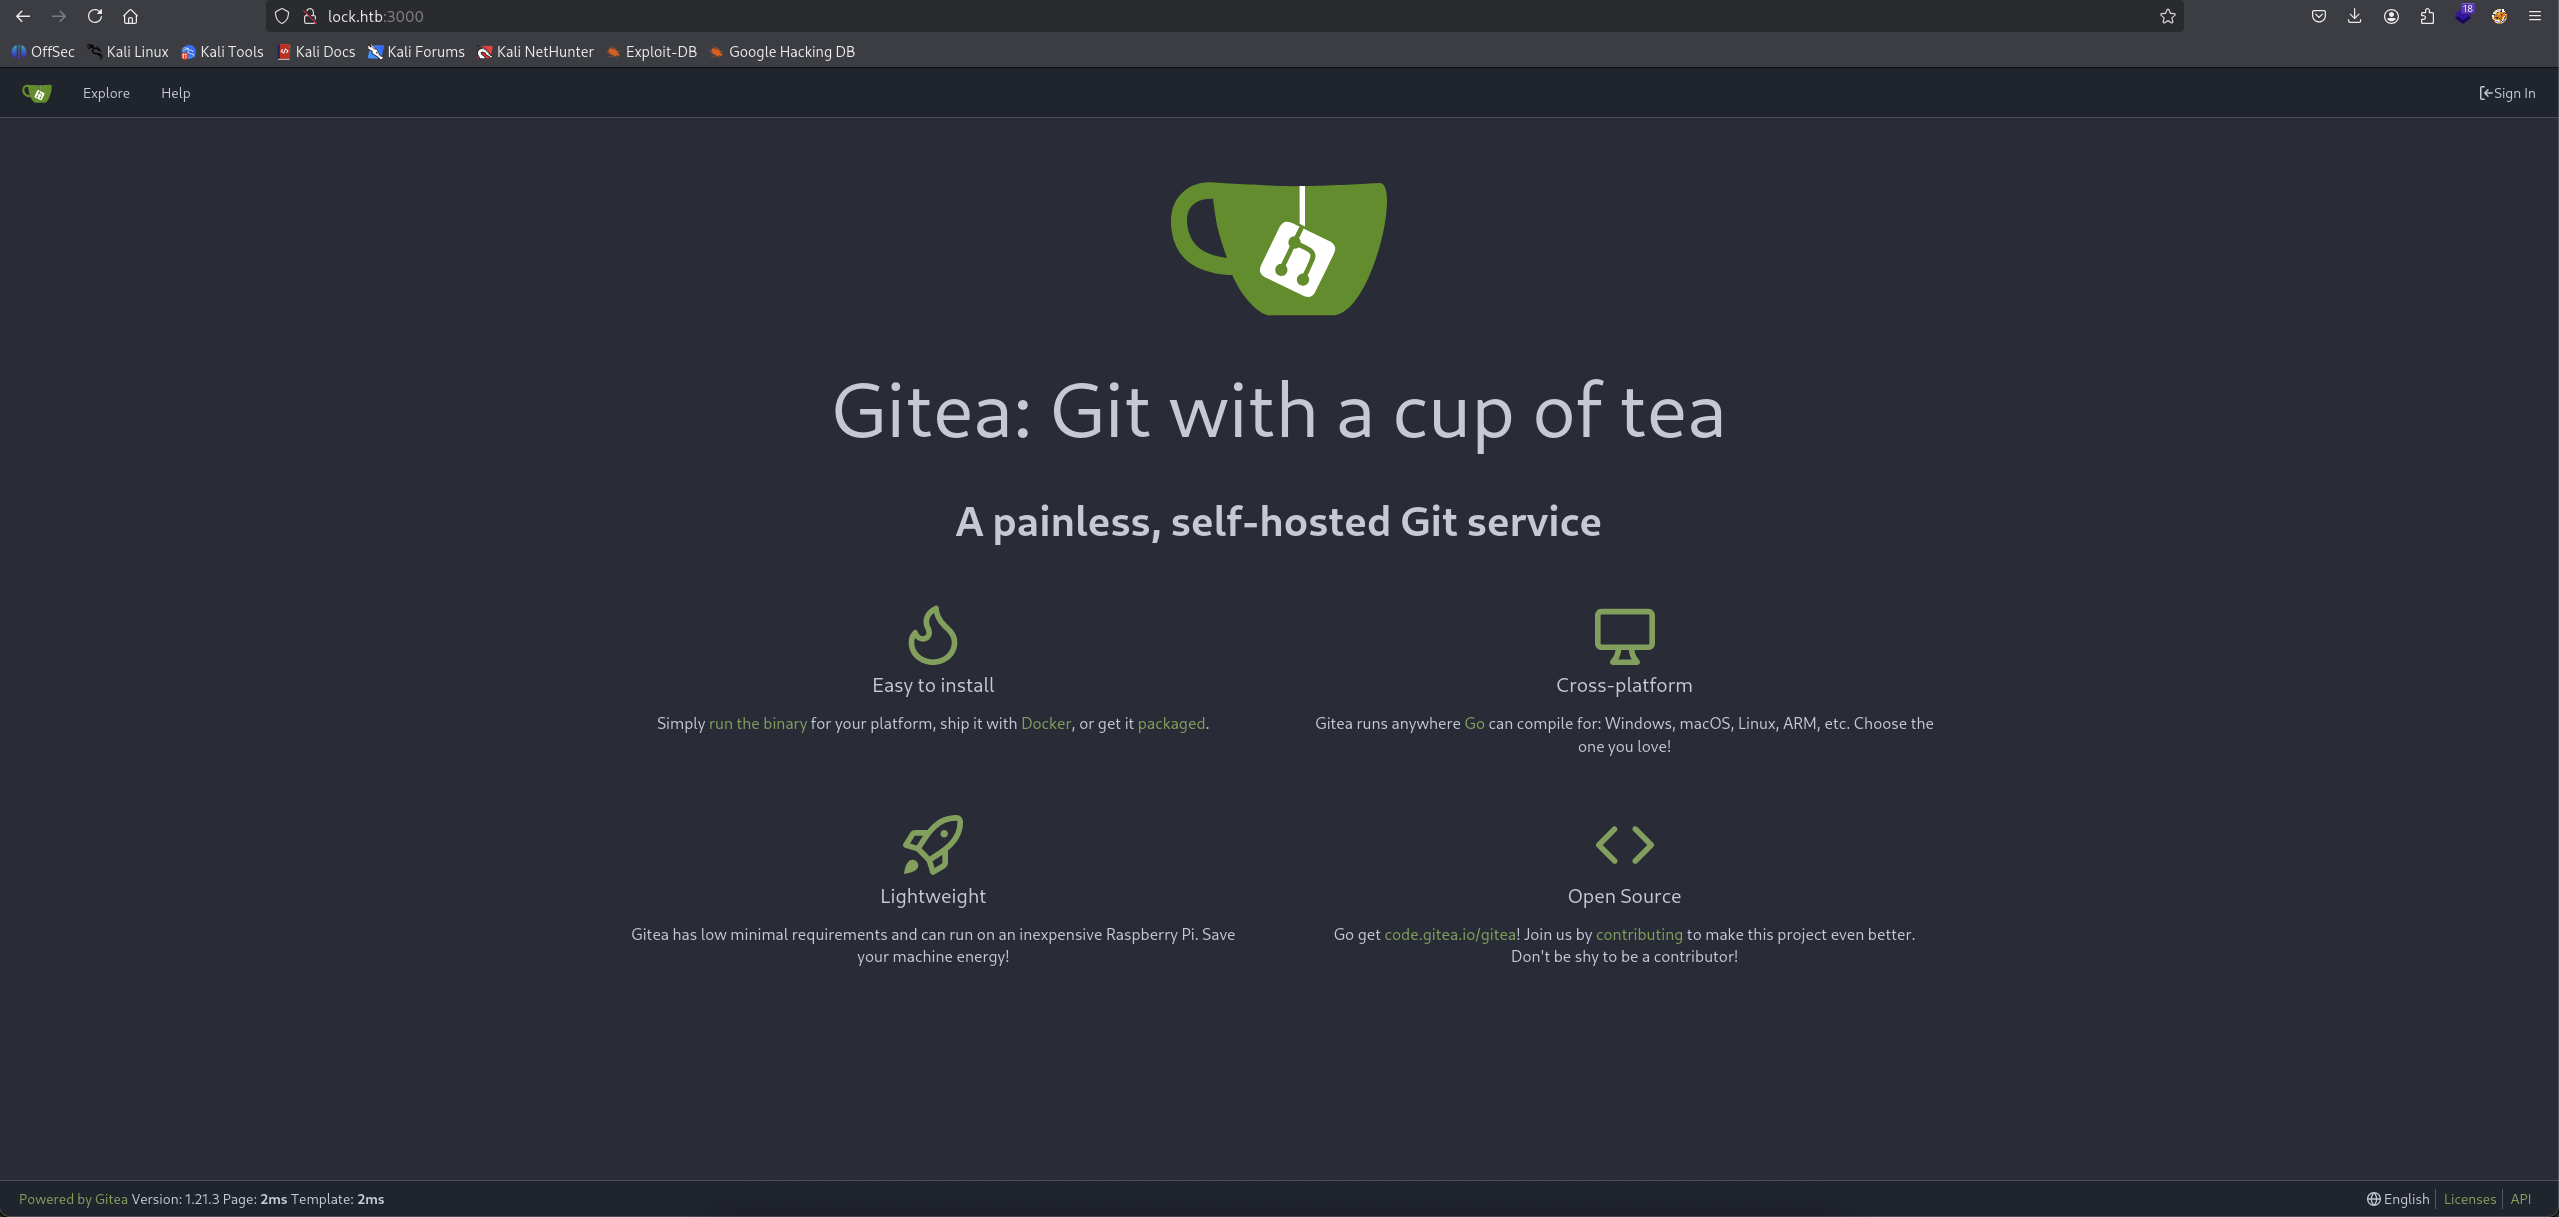 lock.htb:3000
18
OffSec Kali Linux Kali Tools Kali Docs Kali Forums Kali NetHunter Exploit-DB Google Hacking DB
Explore Help Sign In
Gitea: Git with a cup of tea
A painless, self-hosted Git service
Easy to install
Simply run the binary for your platform, ship it with Docker, or get it packaged.
Cross-platform
Gitea runs anywhere Go can compile for: Windows, macOS, Linux, ARM, etc. Choose the
one you love!
Lightweight
Gitea has low minimal requirements and can run on an inexpensive Raspberry Pi. Save
your machine energy!
Open Source
Go get code.gitea.io/gitea! Join us by contributing to make this project even better.
Don't be shy to be a contributor!
Powered by Gitea Version: 1.21.3 Page: 2ms Template: 2ms
English Licenses API